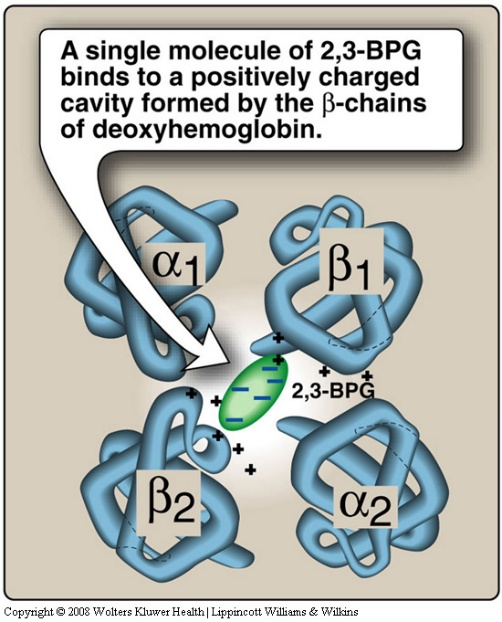 A single molecule of 2,3-BPG
binds to a positively charged
cavity formed by the β-chains
of deoxyhemoglobin.
α1
β1
2,3-BPG
β2
α2
Copyright © 2008 Wolters Kluwer Health | Lippincott Williams & Wilkins